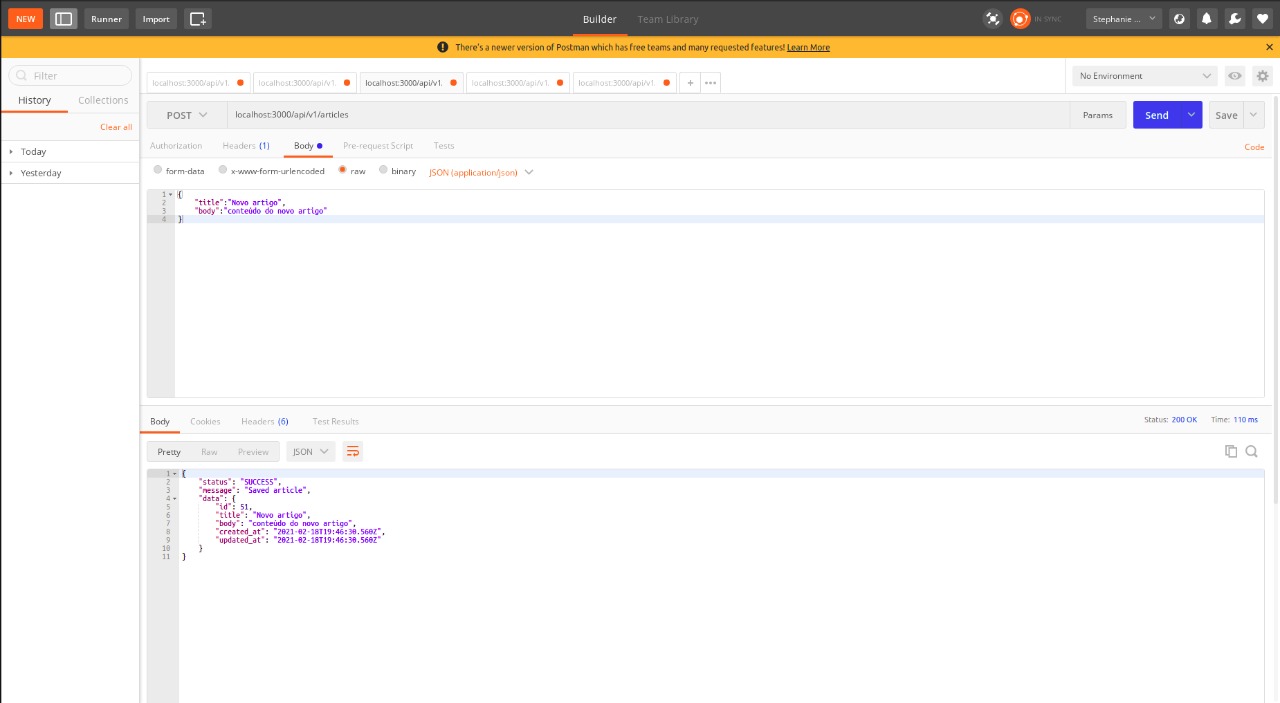 NEW Runner Import Builder Team Library IN SYNC Stephanie ...
There's a newer version of Postman which has free teams and many requested features! Learn More
Filter
History Collections
Clear all
Today
Yesterday
localhost:3000/api/v1. localhost:3000/api/v1. localhost:3000/api/v1. localhost:3000/api/v1. localhost:3000/api/v1. + ••• No Environment
POST localhost:3000/api/v1/articles Params Send Save
Authorization Headers (1) Body Pre-request Script Tests Code
form-data x-www-form-urlencoded raw binary JSON (application/json)
1 {
2 "title":"Novo artigo",
3 "body":"conteúdo do novo artigo"
4 }
Body Cookies Headers (6) Test Results Status: 200 OK Time: 110 ms
Pretty Raw Preview JSON
1 {
2 "status": "SUCCESS",
3 "message": "Saved article",
4 "data": {
5 "id": 51,
6 "title": "Novo artigo",
7 "body": "conteúdo do novo artigo",
8 "created_at": "2021-02-18T19:46:30.560Z",
9 "updated_at": "2021-02-18T19:46:30.560Z"
10 }
11 }